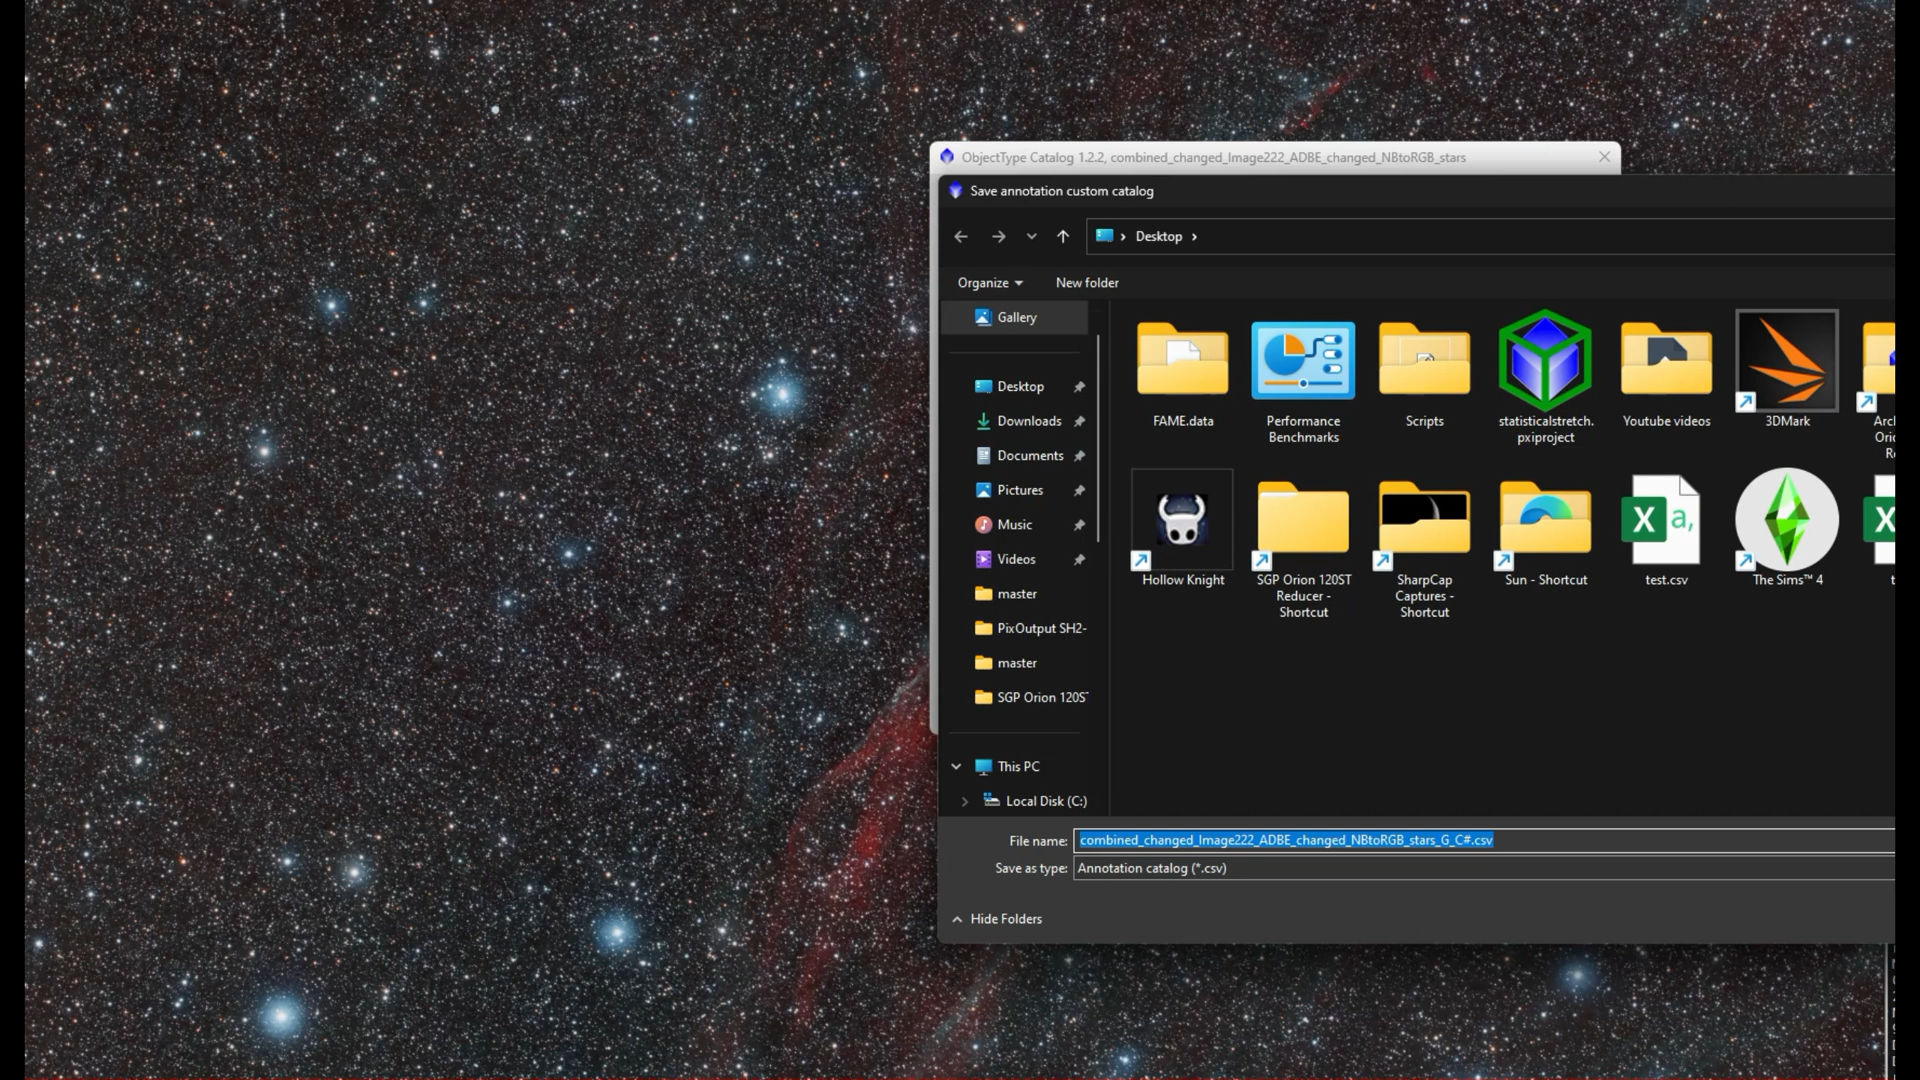 ObjectType Catalog 1.2.2, combined_changed_Image222_ADBE_changed_NBtoRGB_stars
Save annotation custom catalog
Desktop
Organize
New folder
Gallery
Desktop
Downloads
Documents
Pictures
Music
Videos
master
PixOutput SH2-
master
SGP Orion 120ST
This PC
Local Disk (C:)
FAME.data
Performance
Benchmarks
Scripts
statisticalstretch.
pxiproject
Youtube videos
3DMark
Hollow Knight
SGP Orion 120ST
Reducer -
Shortcut
SharpCap
Captures -
Shortcut
Sun - Shortcut
test.csv
The Sims™ 4
File name: combined_changed_Image222_ADBE_changed_NBtoRGB_stars_G_C#.csv
Save as type: Annotation catalog (*.csv)
Hide Folders